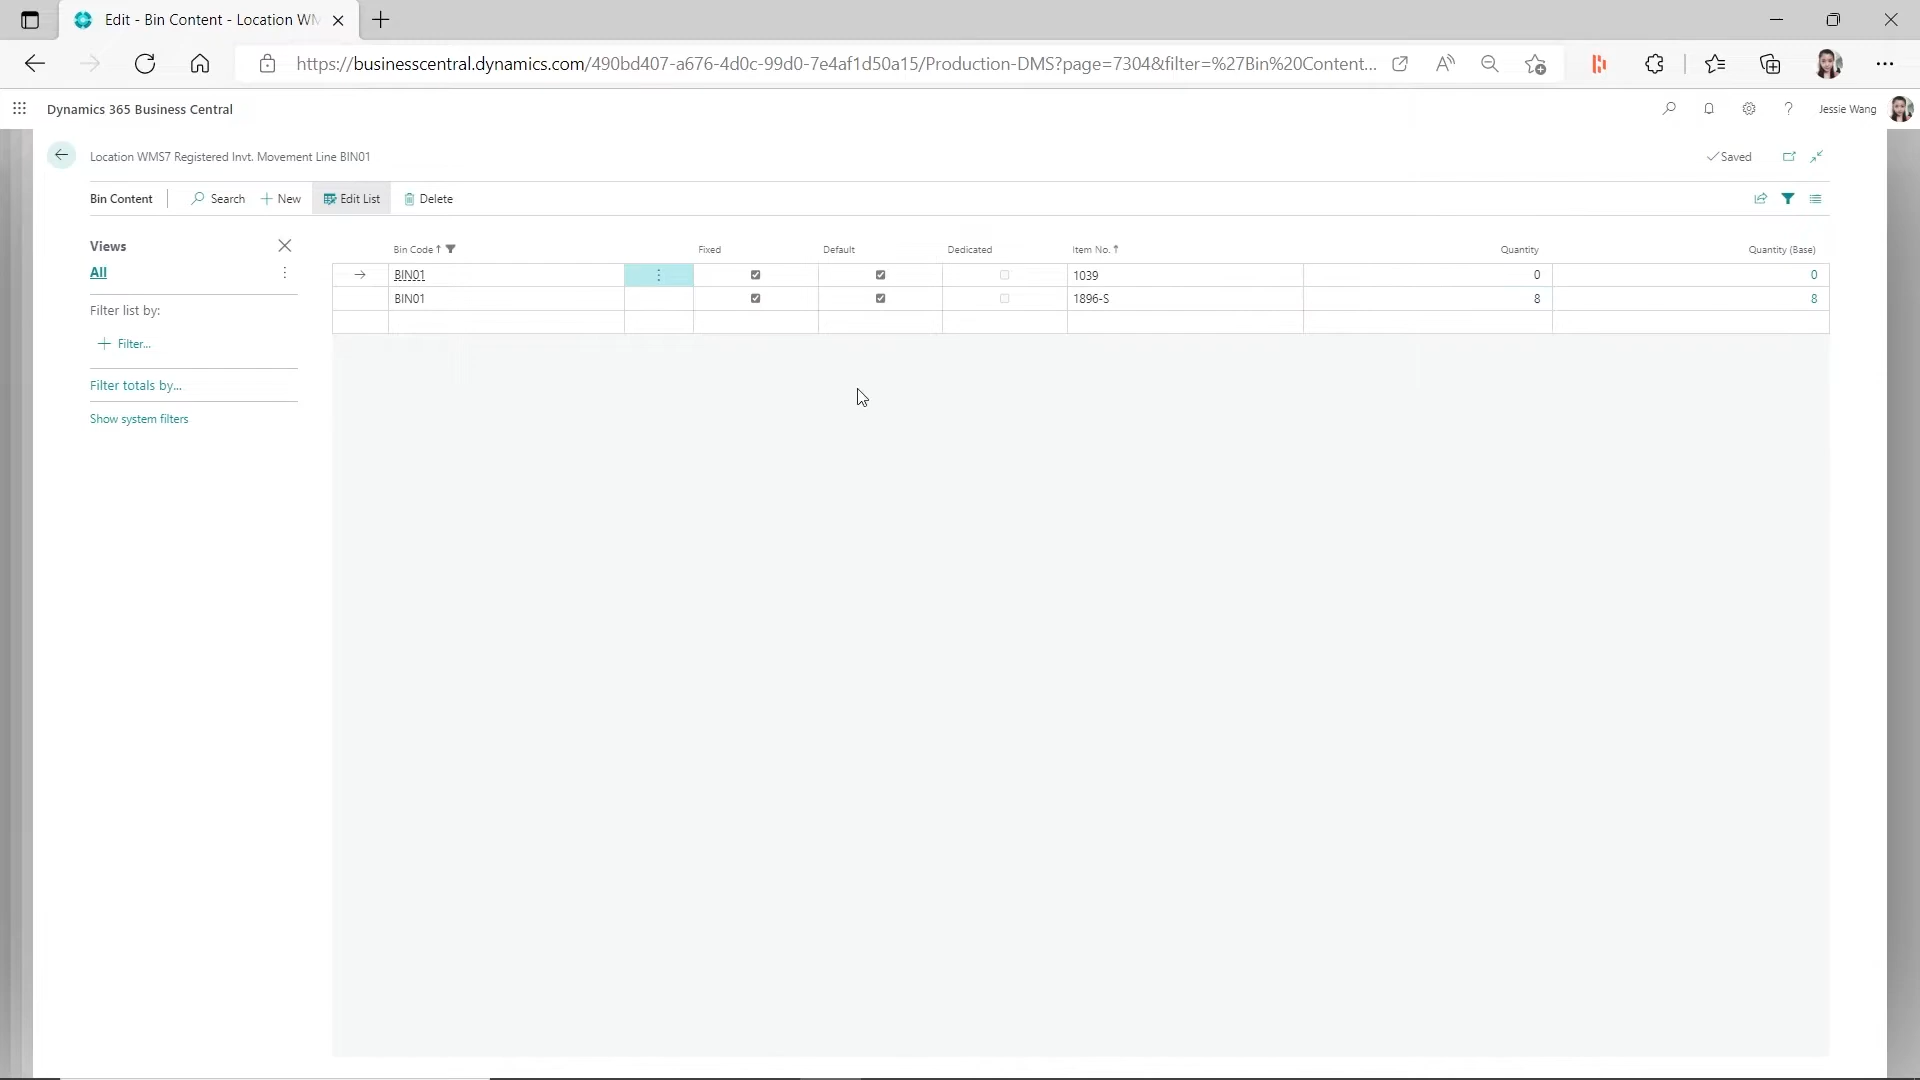 Edit - Bin Content - Location WM
https://businesscentral.dynamics.com/490bd407-a676-4d0c-99d0-7e4af1d50a15/Production-DMS?page=7304&filter=%27Bin%20Content...
Dynamics 365 Business Central
Jessie Wang
Location WMS7 Registered Invt. Movement Line BIN01
Saved
Bin Content
Search
New
Edit List
Delete
Views
All
Filter list by:
Filter...
Filter totals by...
Show system filters
Bin Code ↑ Fixed Default Dedicated Item No. ↑ Quantity Quantity (Base)
BIN01 1039 0 0
BIN01 1896-S 8 8